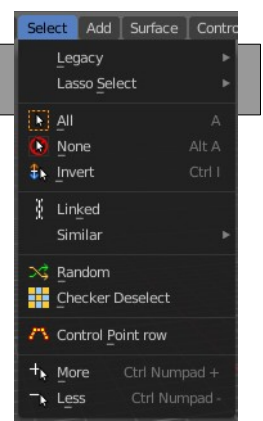 Select Add Surface Contro
Legacy
Lasso Select
All A
None Alt A
Invert Ctrl I
Linked
Similar
Random
Checker Deselect
Control Point row
More Ctrl Numpad +
Less Ctrl Numpad -